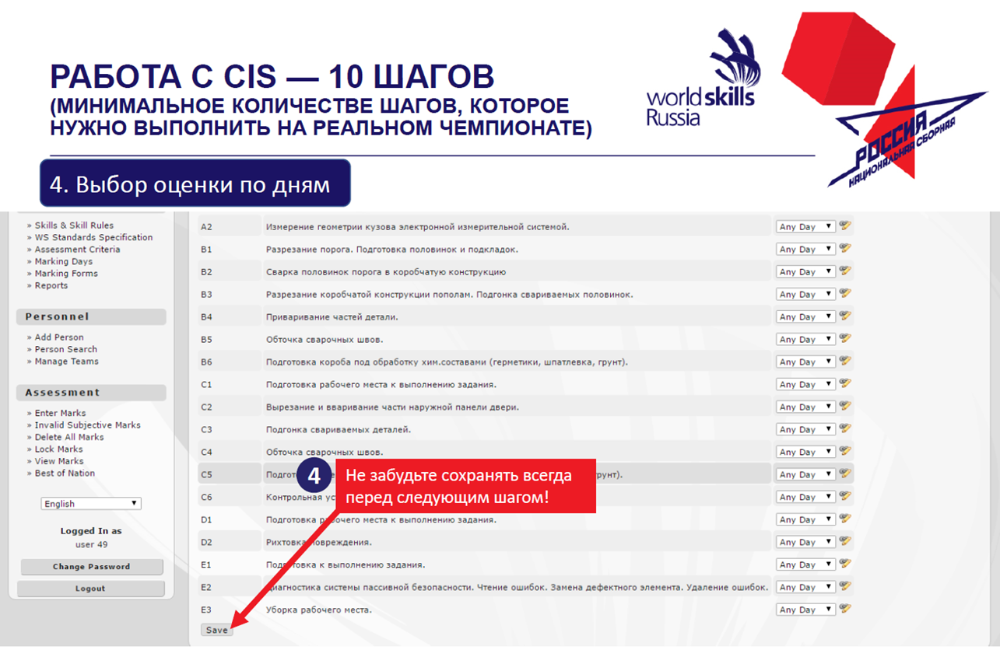 РАБОТА С CIS — 10 ШАГОВ
(МИНИМАЛЬНОЕ КОЛИЧЕСТВЕ ШАГОВ, КОТОРОЕ
НУЖНО ВЫПОЛНИТЬ НА РЕАЛЬНОМ ЧЕМПИОНАТЕ)
worldskills
Russia
РОССИЯ
НАЦИОНАЛЬНАЯ СБОРНАЯ
4. Выбор оценки по дням
» Skills & Skill Rules
» WS Standards Specification
» Assessment Criteria
» Marking Days
» Marking Forms
» Reports
Personnel
» Add Person
» Person Search
» Manage Teams
Assessment
» Enter Marks
» Invalid Subjective Marks
» Delete All Marks
» Lock Marks
» View Marks
» Best of Nation
English
Logged In as
user 49
Change Password
Logout
A2 Измерение геометрии кузова электронной измерительной системой. Any Day
B1 Разрезание порога. Подготовка половинок и подкладок. Any Day
B2 Сварка половинок порога в коробчатую конструкцию Any Day
B3 Разрезание коробчатой конструкции пополам. Подгонка свариваемых половинок. Any Day
B4 Приваривание частей детали. Any Day
B5 Обточка сварочных швов. Any Day
B6 Подготовка короба под обработку хим.составами (герметики, шпатлевка, грунт). Any Day
C1 Подготовка рабочего места к выполнению задания. Any Day
C2 Вырезание и вваривание части наружной панели двери. Any Day
C3 Подгонка свариваемых деталей. Any Day
C4 Обточка сварочных швов. Any Day
C5 Any Day
C6 Контрольная Any Day
4 Не забудьте сохранять всегда
перед следующим шагом!
D1 Подготовка рабочего места к выполнению задания. Any Day
D2 Рихтовка повреждения. Any Day
E1 Подготовка к выполнению задания. Any Day
E2 Диагностика системы пассивной безопасности. Чтение ошибок. Замена дефектного элемента. Удаление ошибок. Any Day
E3 Уборка рабочего места. Any Day
Save